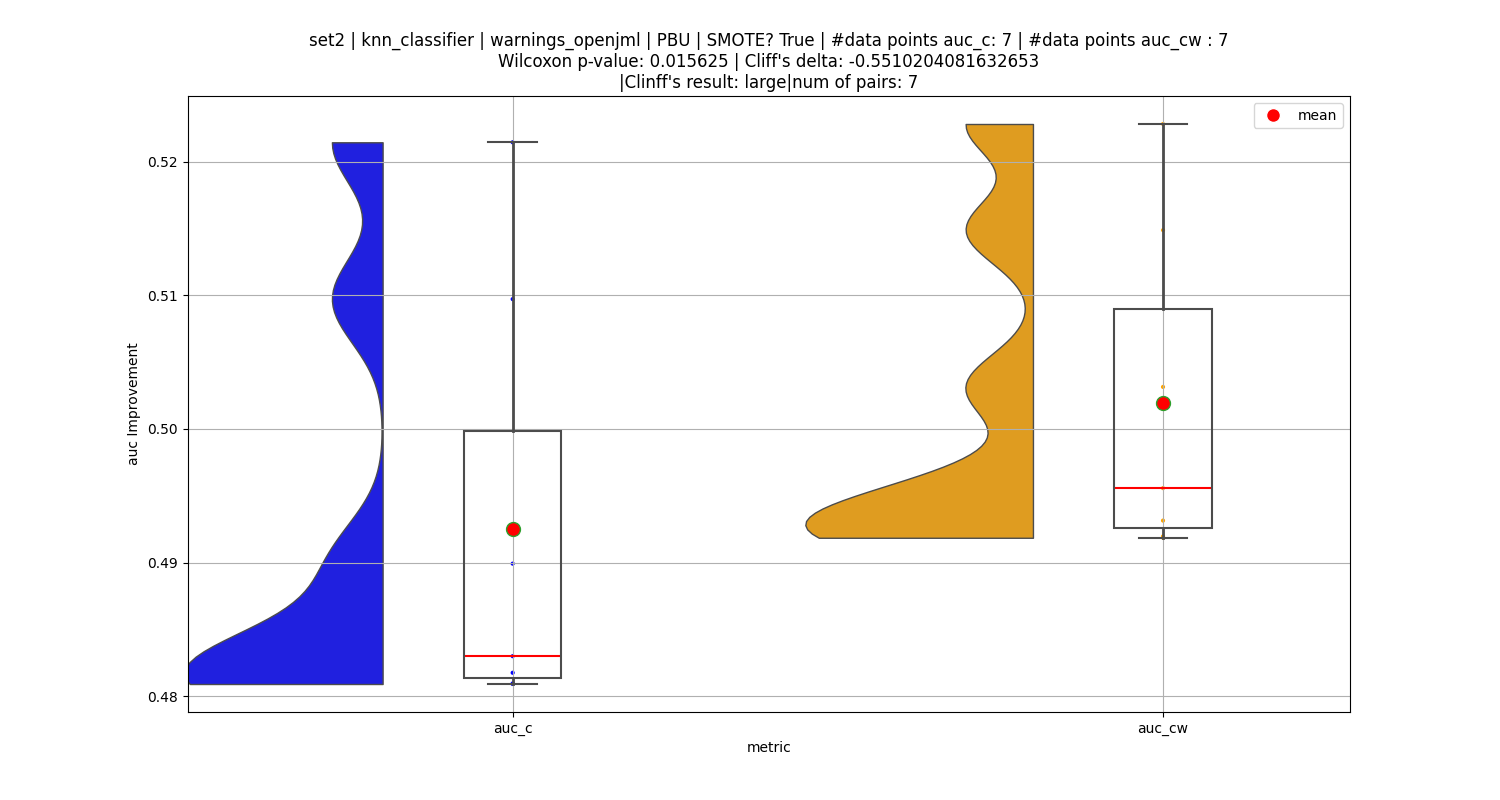 set2 | knn_classifier | warnings_openjml | PBU | SMOTE? True | #data points auc_c: 7 | #data points auc_cw : 7
Wilcoxon p-value: 0.015625 | Cliff's delta: -0.5510204081632653
|Clinff's result: large|num of pairs: 7
mean
0.52
0.51
0.50
0.49
0.48
auc Improvement
auc_c
auc_cw
metric